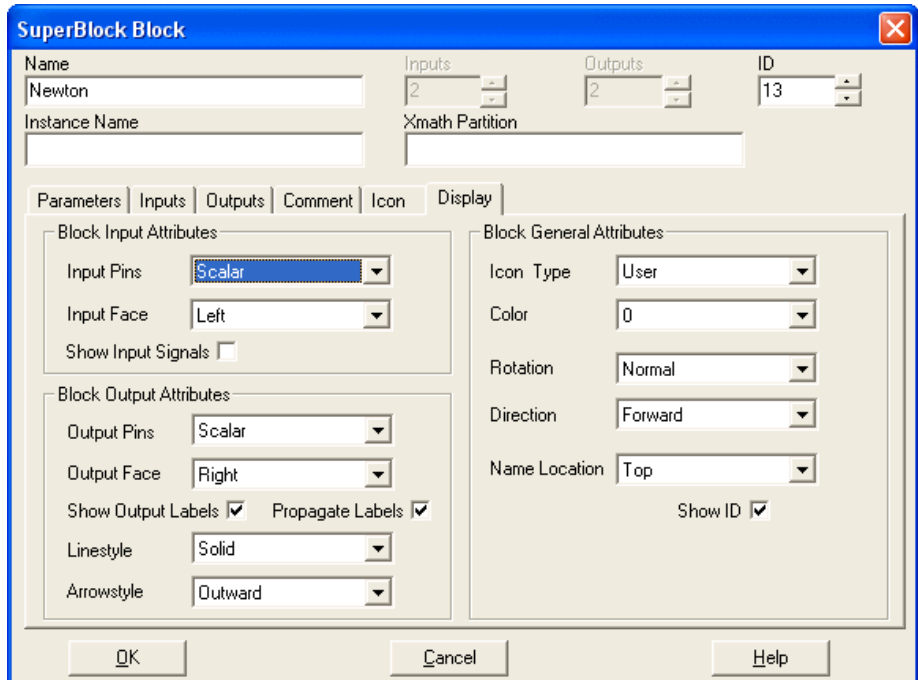 SuperBlock Block
Name Inputs Outputs ID
Newton 2 2 13
Instance Name Xmath Partition
Parameters Inputs Outputs Comment Icon Display
Block Input Attributes
Input Pins Scalar
Input Face Left
Show Input Signals
Block Output Attributes
Output Pins Scalar
Output Face Right
Show Output Labels Propagate Labels
Linestyle Solid
Arrowstyle Outward
Block General Attributes
Icon Type User
Color 0
Rotation Normal
Direction Forward
Name Location Top
Show ID
OK Cancel Help